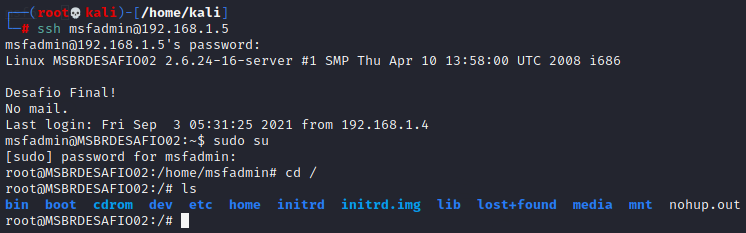 ┌──(root💀kali)-[/home/kali]
└─# ssh msfadmin@192.168.1.5
msfadmin@192.168.1.5's password:
Linux MSBRDESAFIO02 2.6.24-16-server #1 SMP Thu Apr 10 13:58:00 UTC 2008 i686
Desafio Final!
No mail.
Last login: Fri Sep  3 05:31:25 2021 from 192.168.1.4
msfadmin@MSBRDESAFIO02:~$ sudo su
[sudo] password for msfadmin:
root@MSBRDESAFIO02:/home/msfadmin# cd /
root@MSBRDESAFIO02:/# ls
bin  boot  cdrom  dev  etc  home  initrd  initrd.img  lib  lost+found  media  mnt  nohup.out
root@MSBRDESAFIO02:/#